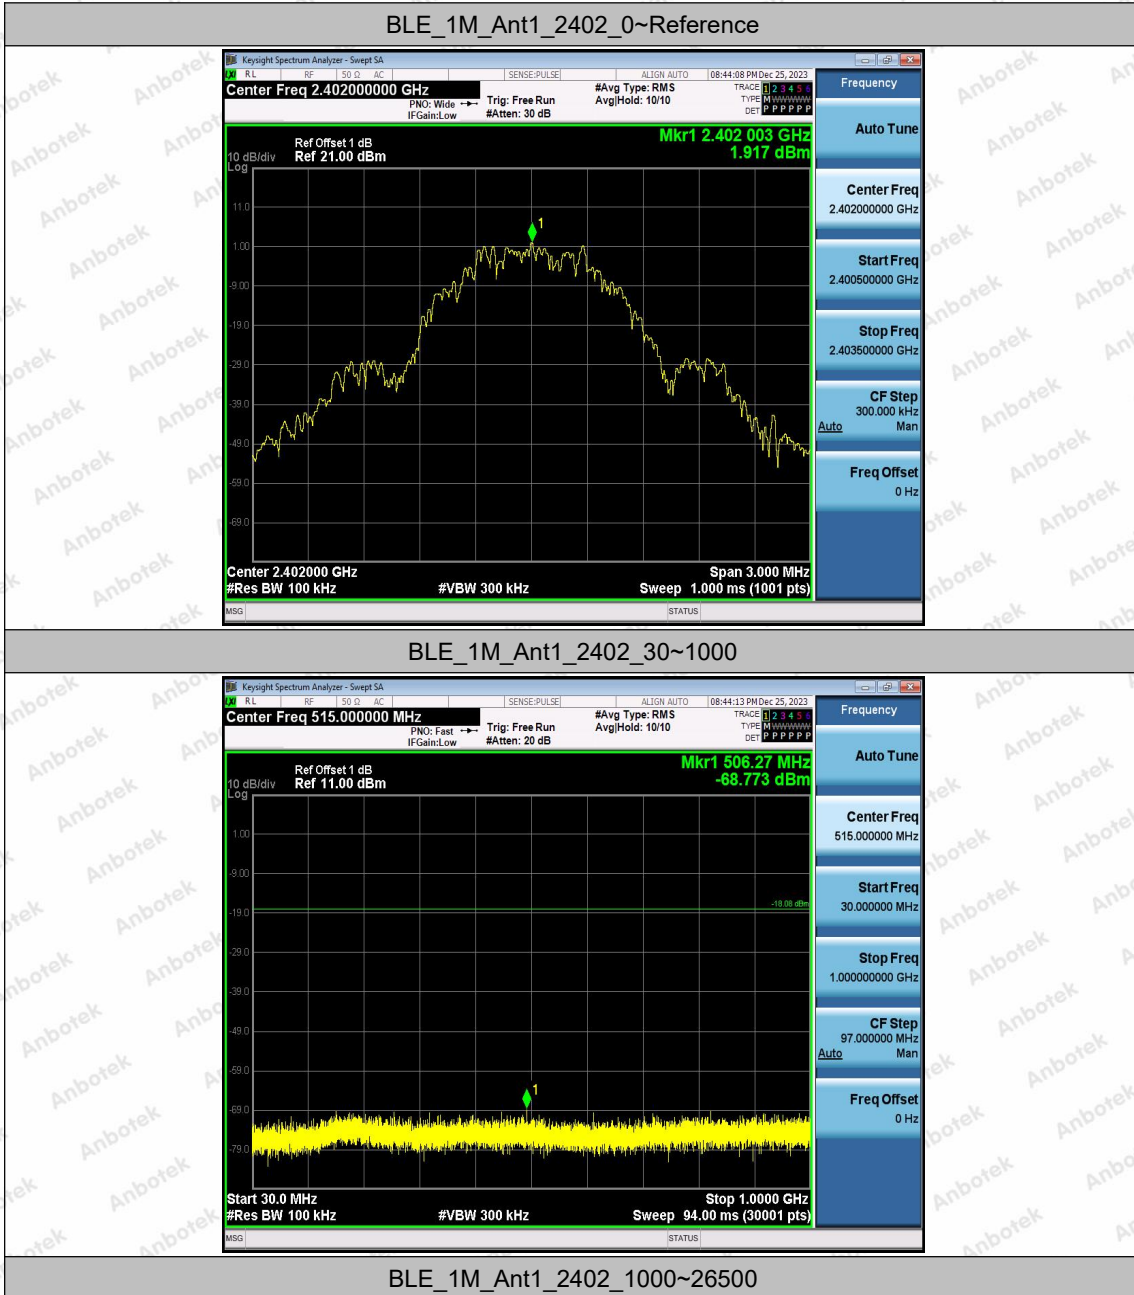 BLE_1M_Ant1_2402_0~Reference
Keysight Spectrum Analyzer - Swept SA
LXI RL RF 50 Ω AC SENSE:PULSE ALIGN AUTO 08:44:08 PM Dec 25, 2023
Center Freq 2.402000000 GHz
PNO: Wide
IFGain:Low
Trig: Free Run
#Atten: 30 dB
#Avg Type: RMS
Avg|Hold: 10/10
TRACE 1 2 3 4 5 6
TYPE M WWWWW
DET P P P P P P
Ref Offset 1 dB
Ref 21.00 dBm
10 dB/div
Log
Mkr1 2.402 003 GHz
1.917 dBm
1
11.0
1.00
-9.00
-19.0
-29.0
-39.0
-49.0
-59.0
-69.0
Center 2.402000 GHz
#Res BW 100 kHz
#VBW 300 kHz
Span 3.000 MHz
Sweep 1.000 ms (1001 pts)
MSG
STATUS
Frequency
Auto Tune
Center Freq
2.402000000 GHz
Start Freq
2.400500000 GHz
Stop Freq
2.403500000 GHz
CF Step
300.000 kHz
Auto Man
Freq Offset
0 Hz
BLE_1M_Ant1_2402_30~1000
Keysight Spectrum Analyzer - Swept SA
LXI RL RF 50 Ω AC SENSE:PULSE ALIGN AUTO 08:44:13 PM Dec 25, 2023
Center Freq 515.000000 MHz
PNO: Fast
IFGain:Low
Trig: Free Run
#Atten: 20 dB
#Avg Type: RMS
Avg|Hold: 10/10
TRACE 1 2 3 4 5 6
TYPE M WWWWW
DET P P P P P P
Ref Offset 1 dB
Ref 11.00 dBm
10 dB/div
Log
Mkr1 506.27 MHz
-68.773 dBm
1.00
-9.00
-18.08 dBm
-19.0
-29.0
-39.0
-49.0
-59.0
1
-69.0
-79.0
Start 30.0 MHz
#Res BW 100 kHz
#VBW 300 kHz
Stop 1.0000 GHz
Sweep 94.00 ms (30001 pts)
MSG
STATUS
Frequency
Auto Tune
Center Freq
515.000000 MHz
Start Freq
30.000000 MHz
Stop Freq
1.000000000 GHz
CF Step
97.000000 MHz
Auto Man
Freq Offset
0 Hz
BLE_1M_Ant1_2402_1000~26500